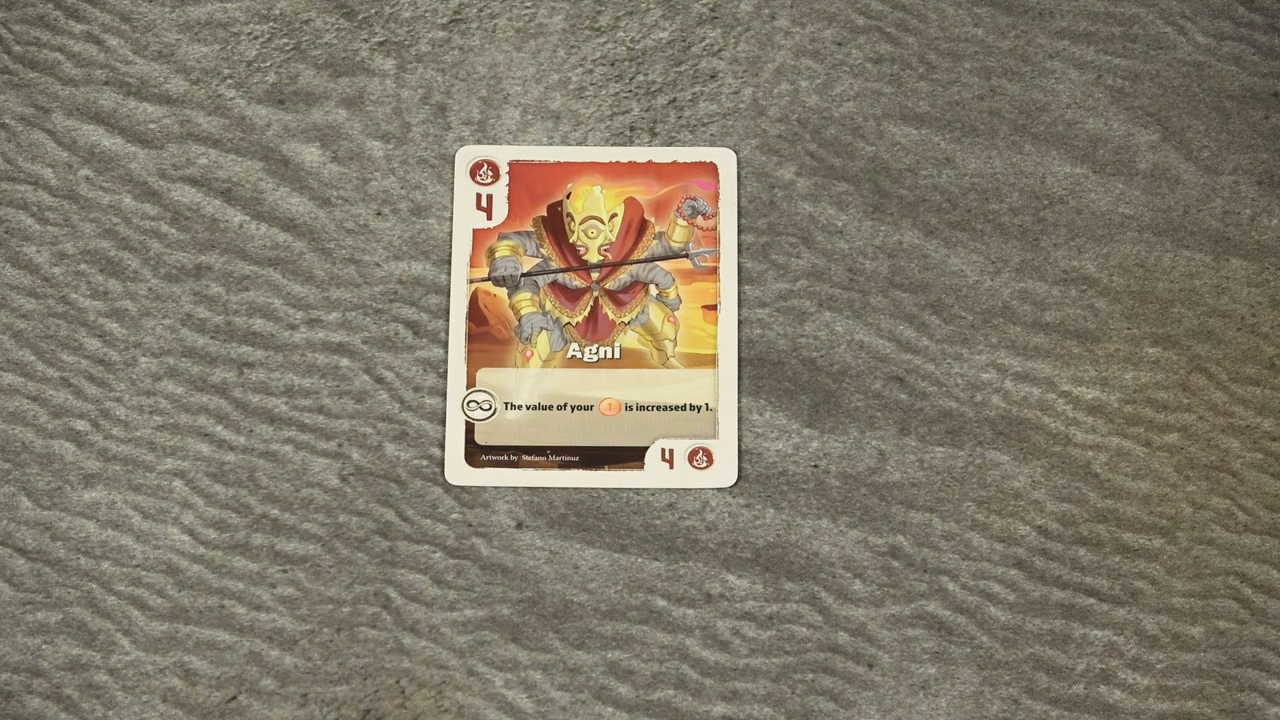 4
Agni
The value of your 1 is increased by 1.
Artwork by Stefano Martinuz
4